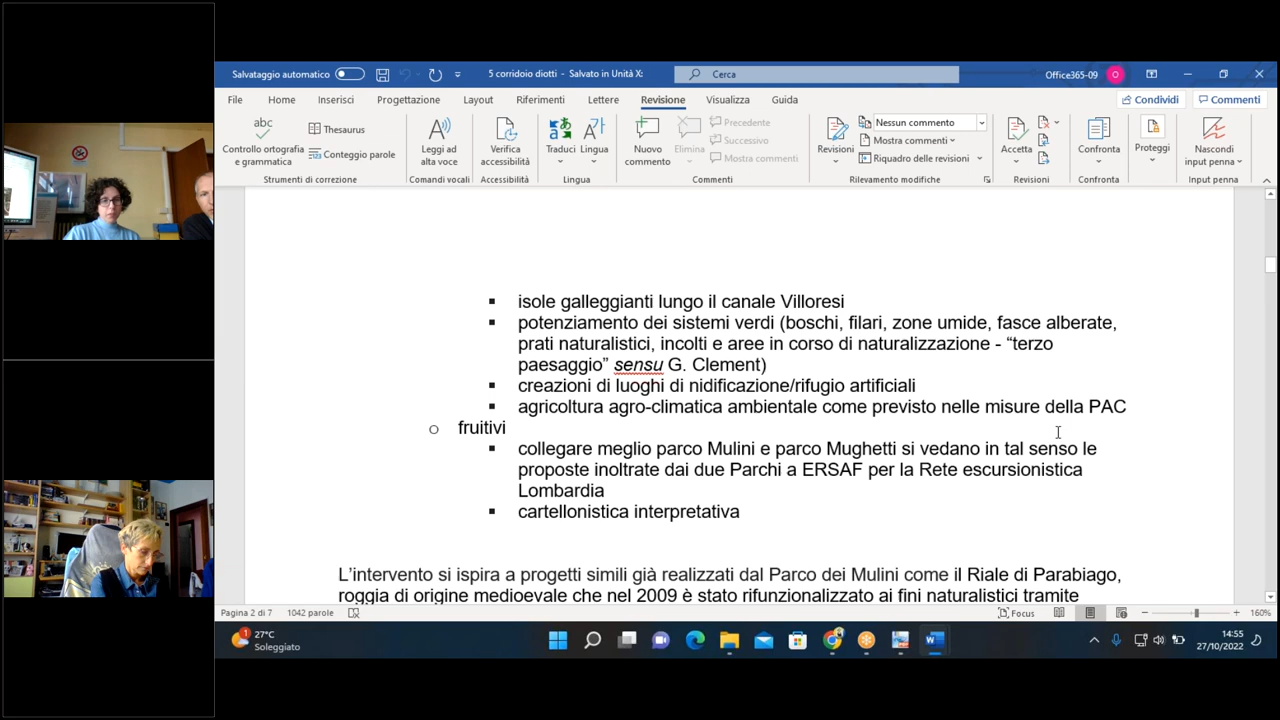 Salvataggio automatico
5 corridoio diotti - Salvato in Unità X:
Cerca
Office365-09
O
File Home Inserisci Progettazione Layout Riferimenti Lettere Revisione Visualizza Guida
Condividi Commenti
abc
Controllo ortografia
e grammatica
Thesaurus
Conteggio parole
Strumenti di correzione
Leggi ad
alta voce
Comandi vocali
Verifica
accessibilità
Accessibilità
Traduci
Lingua
Lingua
Nuovo
commento
Elimina
Precedente
Successivo
Mostra commenti
Commenti
Revisioni
Nessun commento
Mostra commenti
Riquadro delle revisioni
Rilevamento modifiche
Accetta
Revisioni
Confronta
Confronta
Proteggi
Nascondi
input penna
Input penna
▪ isole galleggianti lungo il canale Villoresi
▪ potenziamento dei sistemi verdi (boschi, filari, zone umide, fasce alberate,
prati naturalistici, incolti e aree in corso di naturalizzazione - “terzo
paesaggio” sensu G. Clement)
▪ creazioni di luoghi di nidificazione/rifugio artificiali
▪ agricoltura agro-climatica ambientale come previsto nelle misure della PAC
o fruitivi
▪ collegare meglio parco Mulini e parco Mughetti si vedano in tal senso le
proposte inoltrate dai due Parchi a ERSAF per la Rete escursionistica
Lombardia
▪ cartellonistica interpretativa
L’intervento si ispira a progetti simili già realizzati dal Parco dei Mulini come il Riale di Parabiago,
roggia di origine medioevale che nel 2009 è stato rifunzionalizzato ai fini naturalistici tramite
Pagina 2 di 7 1042 parole
Focus
160%
1
27°C
Soleggiato
14:55
27/10/2022